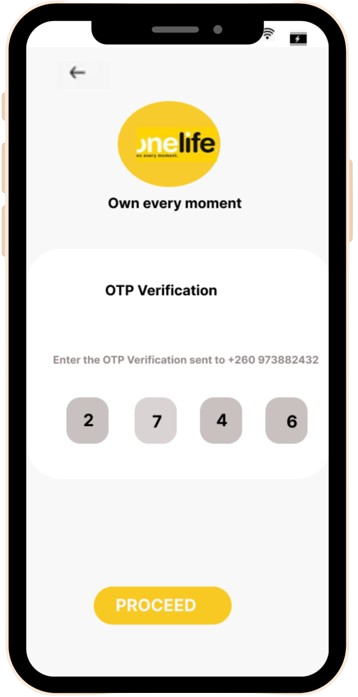 onelife
on every moment.
Own every moment
OTP Verification
Enter the OTP Verification sent to +260 973882432
2 7 4 6
PROCEED